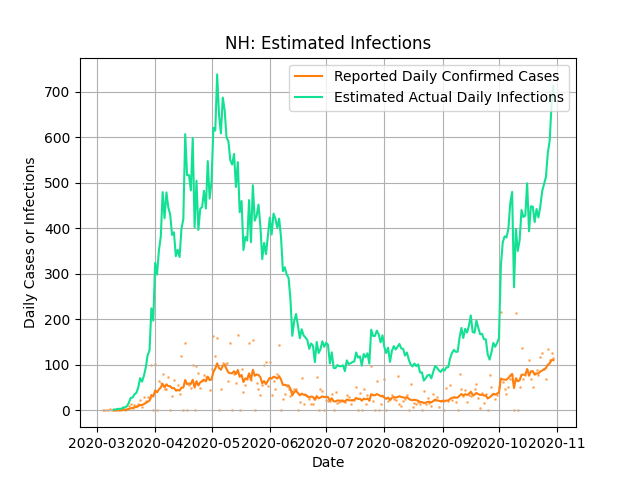 NH: Estimated Infections
Reported Daily Confirmed Cases
Estimated Actual Daily Infections
Daily Cases or Infections
700
600
500
400
300
200
100
0
2020-03 2020-04 2020-05 2020-06 2020-07 2020-08 2020-09 2020-10 2020-11
Date